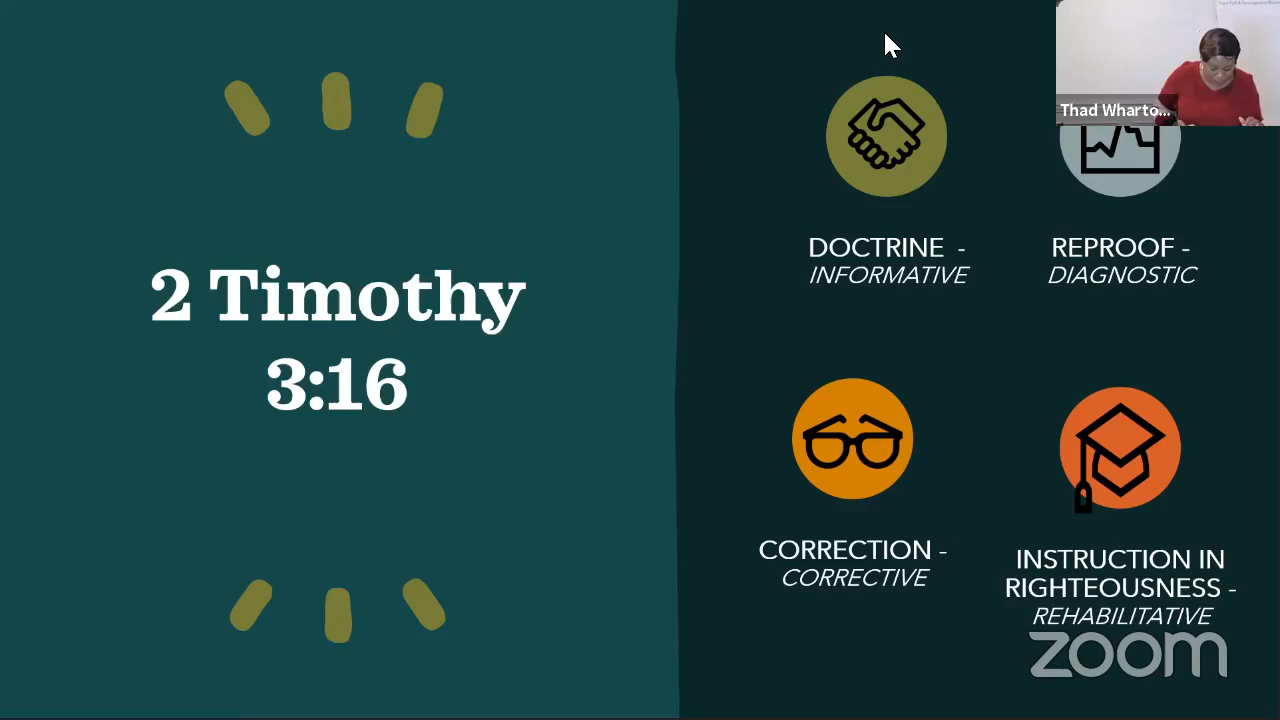 2 Timothy
3:16
Thad Wharto...
DOCTRINE -
INFORMATIVE
REPROOF -
DIAGNOSTIC
CORRECTION -
CORRECTIVE
INSTRUCTION IN
RIGHTEOUSNESS -
REHABILITATIVE
zoom